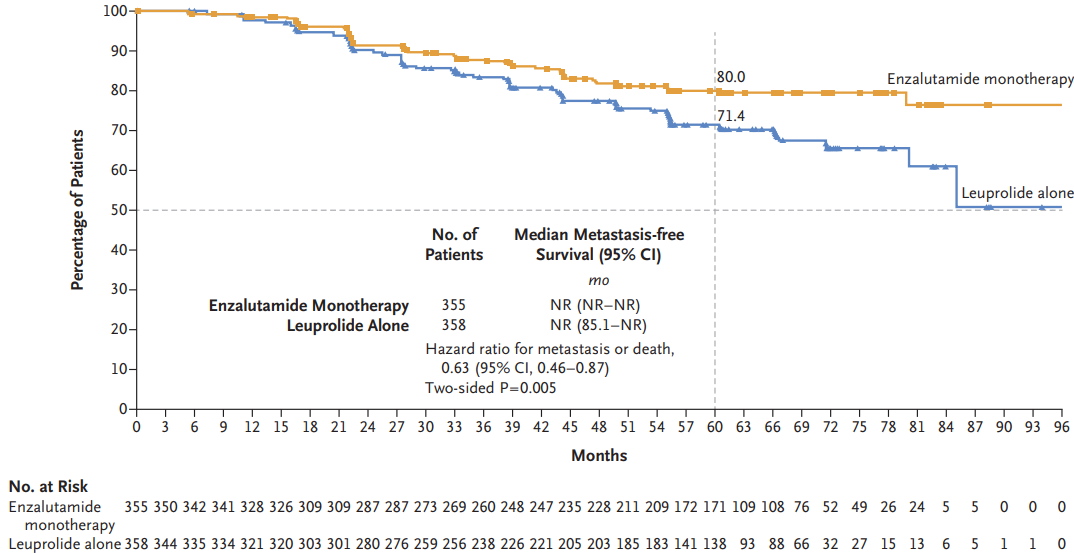 100
90
80
70
60
50
40
30
20
10
0
Percentage of Patients
80.0
71.4
Enzalutamide monotherapy
Leuprolide alone
No. of Patients Median Metastasis-free Survival (95% CI)
mo
Enzalutamide Monotherapy 355 NR (NR–NR)
Leuprolide Alone 358 NR (85.1–NR)
Hazard ratio for metastasis or death,
0.63 (95% CI, 0.46–0.87)
Two-sided P=0.005
0 3 6 9 12 15 18 21 24 27 30 33 36 39 42 45 48 51 54 57 60 63 66 69 72 75 78 81 84 87 90 93 96
Months
No. at Risk
Enzalutamide monotherapy 355 350 342 341 328 326 309 309 287 287 273 269 260 248 247 235 228 211 209 172 171 109 108 76 52 49 26 24 5 5 0 0 0
Leuprolide alone 358 344 335 334 321 320 303 301 280 276 259 256 238 226 221 205 203 185 183 141 138 93 88 66 32 27 15 13 6 5 1 1 0